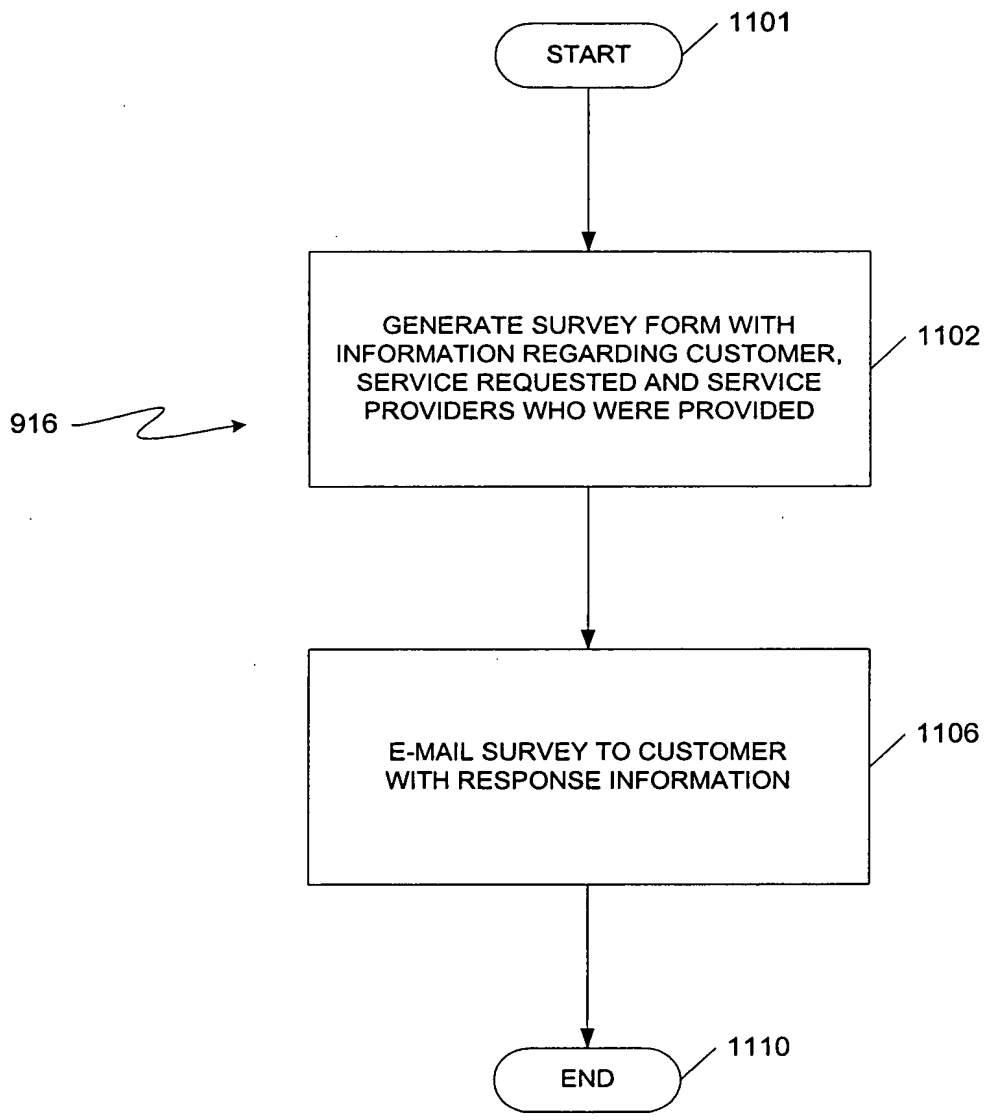 1101
START
GENERATE SURVEY FORM WITH
INFORMATION REGARDING CUSTOMER,
SERVICE REQUESTED AND SERVICE
PROVIDERS WHO WERE PROVIDED
1102
916
E-MAIL SURVEY TO CUSTOMER
WITH RESPONSE INFORMATION
1106
1110
END